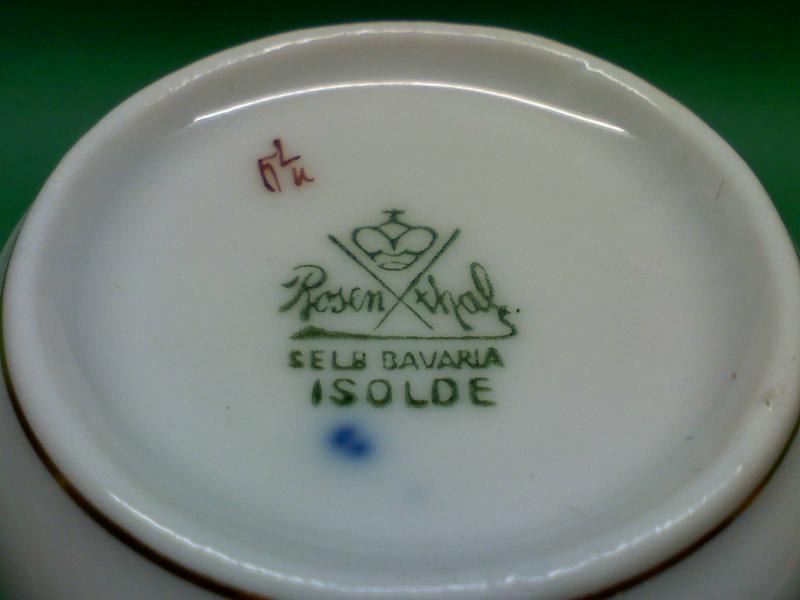 Rosenthal
SELB BAVARIA
ISOLDE